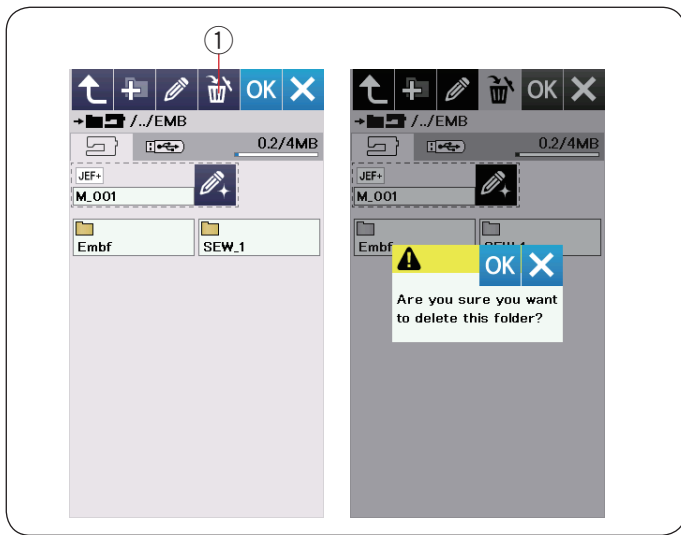 ①
OK
/../EMB
0.2/4MB
JEF+
M_001
Embf
SEW_1
OK
/../EMB
0.2/4MB
JEF+
M_001
Embf
OK
Are you sure you want
to delete this folder?